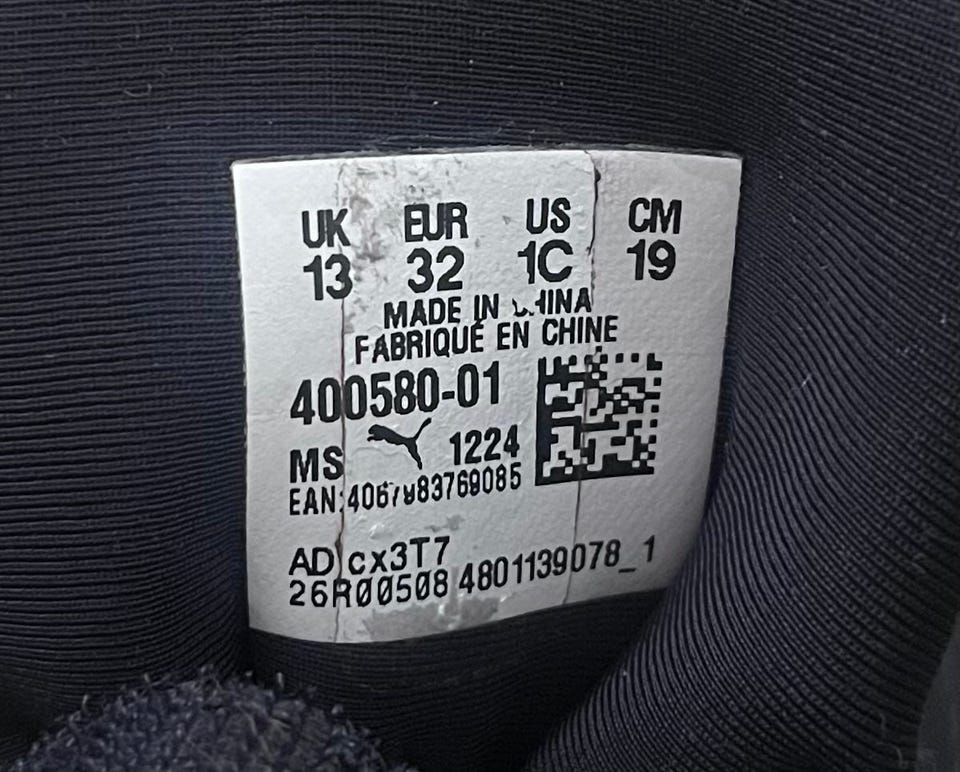 UK EUR US CM
13 32 1C 19
MADE IN CHINA
FABRIQUÉ EN CHINE
400580-01
MS 1224
EAN:4067983769085
AD cx3T7
26R00508 4801139078_1